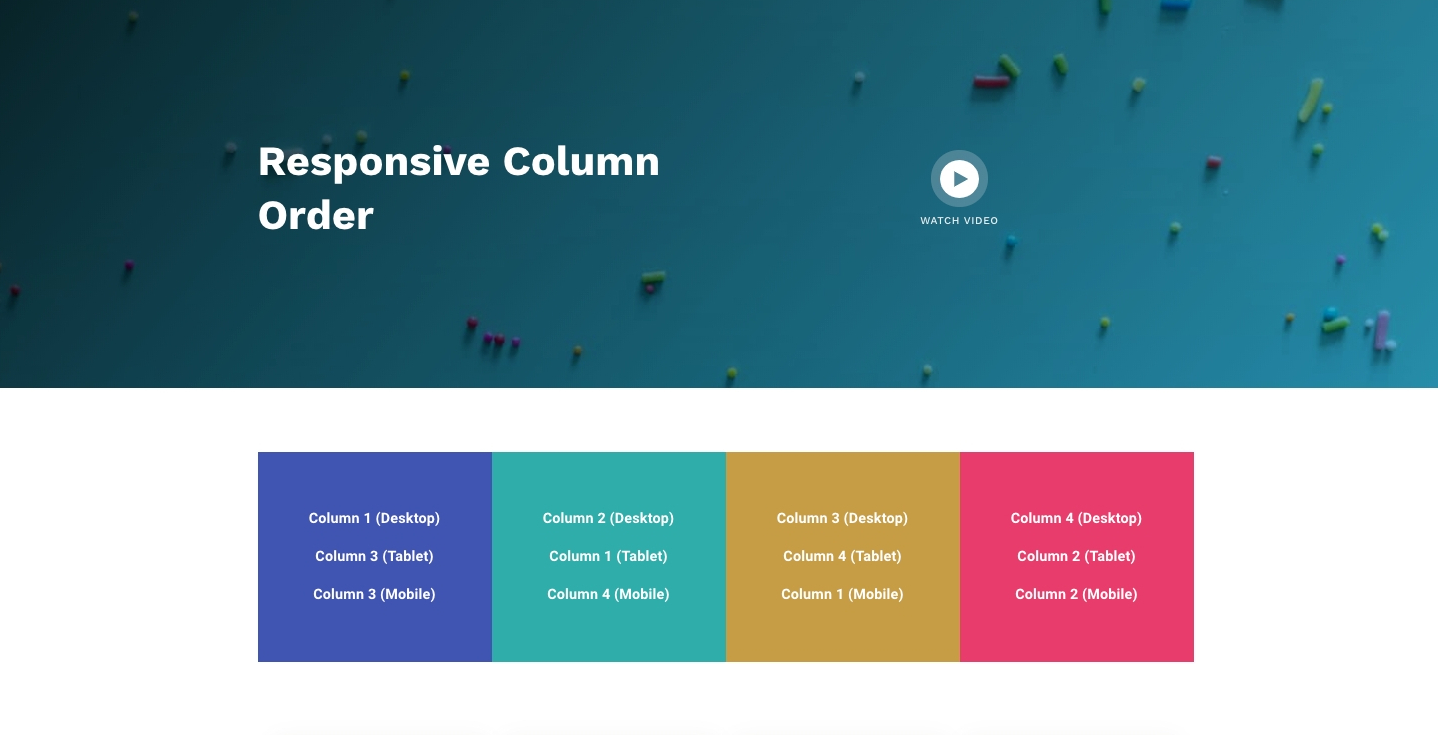 Responsive Column
Order
WATCH VIDEO
Column 1 (Desktop)
Column 3 (Tablet)
Column 3 (Mobile)
Column 2 (Desktop)
Column 1 (Tablet)
Column 4 (Mobile)
Column 3 (Desktop)
Column 4 (Tablet)
Column 1 (Mobile)
Column 4 (Desktop)
Column 2 (Tablet)
Column 2 (Mobile)